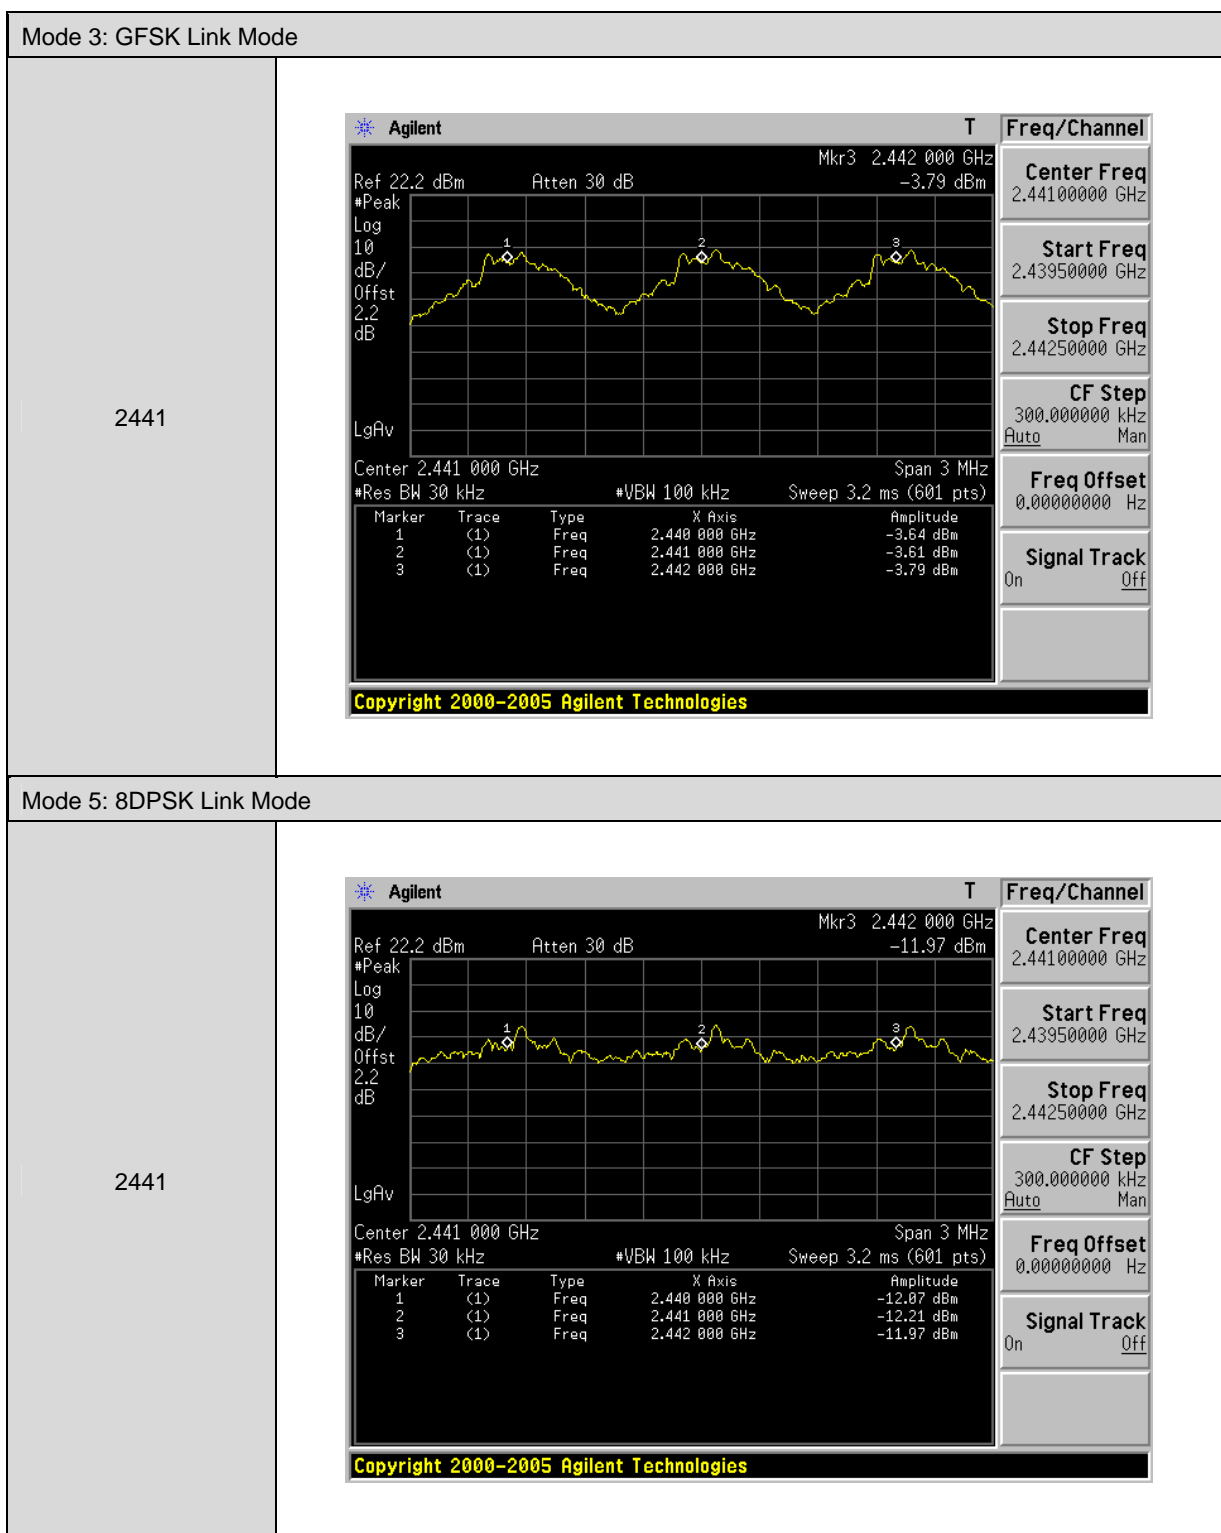 Mode 3: GFSK Link Mode
2441
Agilent T Freq/Channel
Mkr3 2.442 000 GHz
Ref 22.2 dBm Atten 30 dB -3.79 dBm
#Peak
Log
10
dB/
Offst
2.2
dB
LgAv
1 2 3
Center 2.441 000 GHz Span 3 MHz
#Res BW 30 kHz #VBW 100 kHz Sweep 3.2 ms (601 pts)
Marker Trace Type X Axis Amplitude
1 (1) Freq 2.440 000 GHz -3.64 dBm
2 (1) Freq 2.441 000 GHz -3.61 dBm
3 (1) Freq 2.442 000 GHz -3.79 dBm
Center Freq
2.44100000 GHz
Start Freq
2.43950000 GHz
Stop Freq
2.44250000 GHz
CF Step
300.000000 kHz
Auto Man
Freq Offset
0.00000000 Hz
Signal Track
On Off
Copyright 2000-2005 Agilent Technologies
Mode 5: 8DPSK Link Mode
2441
Agilent T Freq/Channel
Mkr3 2.442 000 GHz
Ref 22.2 dBm Atten 30 dB -11.97 dBm
#Peak
Log
10
dB/
Offst
2.2
dB
LgAv
1 2 3
Center 2.441 000 GHz Span 3 MHz
#Res BW 30 kHz #VBW 100 kHz Sweep 3.2 ms (601 pts)
Marker Trace Type X Axis Amplitude
1 (1) Freq 2.440 000 GHz -12.07 dBm
2 (1) Freq 2.441 000 GHz -12.21 dBm
3 (1) Freq 2.442 000 GHz -11.97 dBm
Center Freq
2.44100000 GHz
Start Freq
2.43950000 GHz
Stop Freq
2.44250000 GHz
CF Step
300.000000 kHz
Auto Man
Freq Offset
0.00000000 Hz
Signal Track
On Off
Copyright 2000-2005 Agilent Technologies